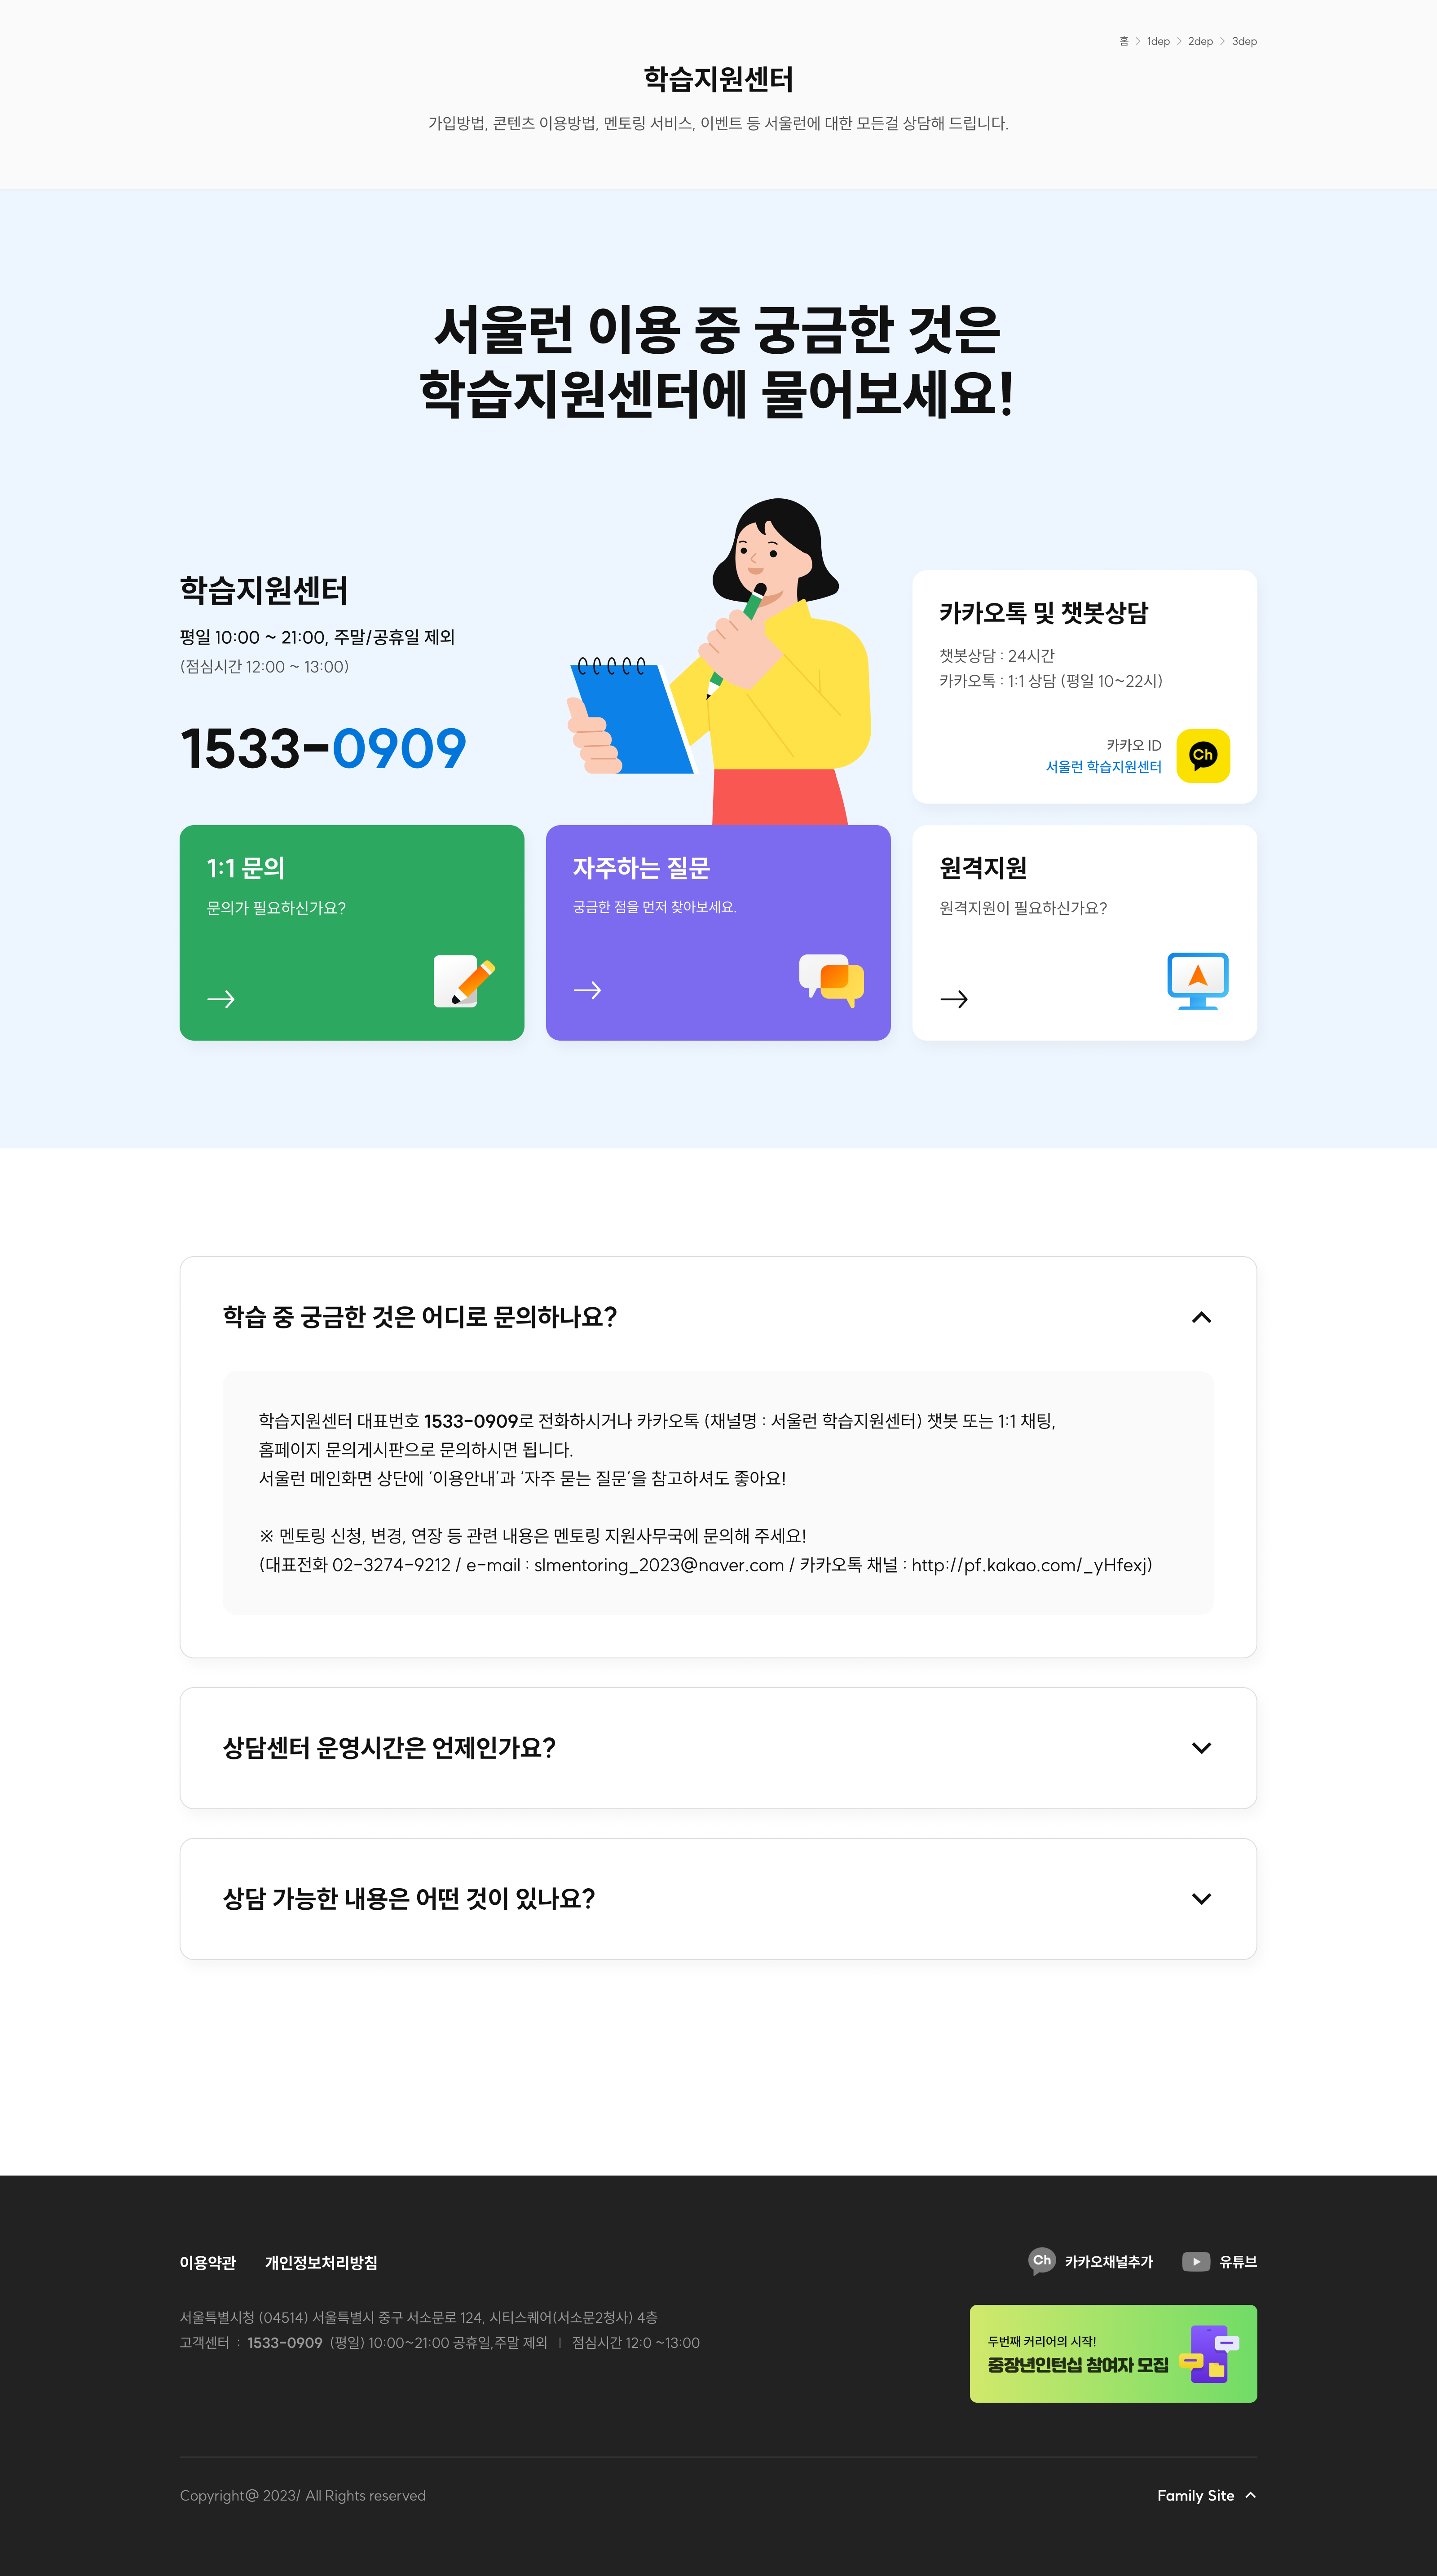 홈 > 1dep > 2dep > 3dep
학습지원센터
가입방법, 콘텐츠 이용방법, 멘토링 서비스, 이벤트 등 서울런에 대한 모든걸 상담해 드립니다.
서울런 이용 중 궁금한 것은
학습지원센터에 물어보세요!
학습지원센터
평일 10:00 ~ 21:00, 주말/공휴일 제외
(점심시간 12:00 ~ 13:00)
1533-0909
카카오톡 및 챗봇상담
챗봇상담 : 24시간
카카오톡 : 1:1 상담 (평일 10~22시)
카카오 ID
서울런 학습지원센터
Ch
1:1 문의
문의가 필요하신가요?
자주하는 질문
궁금한 점을 먼저 찾아보세요.
원격지원
원격지원이 필요하신가요?
학습 중 궁금한 것은 어디로 문의하나요?
학습지원센터 대표번호 1533-0909로 전화하시거나 카카오톡 (채널명 : 서울런 학습지원센터) 챗봇 또는 1:1 채팅,
홈페이지 문의게시판으로 문의하시면 됩니다.
서울런 메인화면 상단에 ‘이용안내’과 ‘자주 묻는 질문’을 참고하셔도 좋아요!
※ 멘토링 신청, 변경, 연장 등 관련 내용은 멘토링 지원사무국에 문의해 주세요!
(대표전화 02-3274-9212 / e-mail : slmentoring_2023@naver.com / 카카오톡 채널 : http://pf.kakao.com/_yHfexj)
상담센터 운영시간은 언제인가요?
상담 가능한 내용은 어떤 것이 있나요?
이용약관 개인정보처리방침
Ch 카카오채널추가 유튜브
서울특별시청 (04514) 서울특별시 중구 서소문로 124, 시티스퀘어(서소문2청사) 4층
고객센터 : 1533-0909 (평일) 10:00~21:00 공휴일,주말 제외 | 점심시간 12:0 ~13:00
두번째 커리어의 시작!
중장년인턴십 참여자 모집
Copyright@ 2023/ All Rights reserved
Family Site